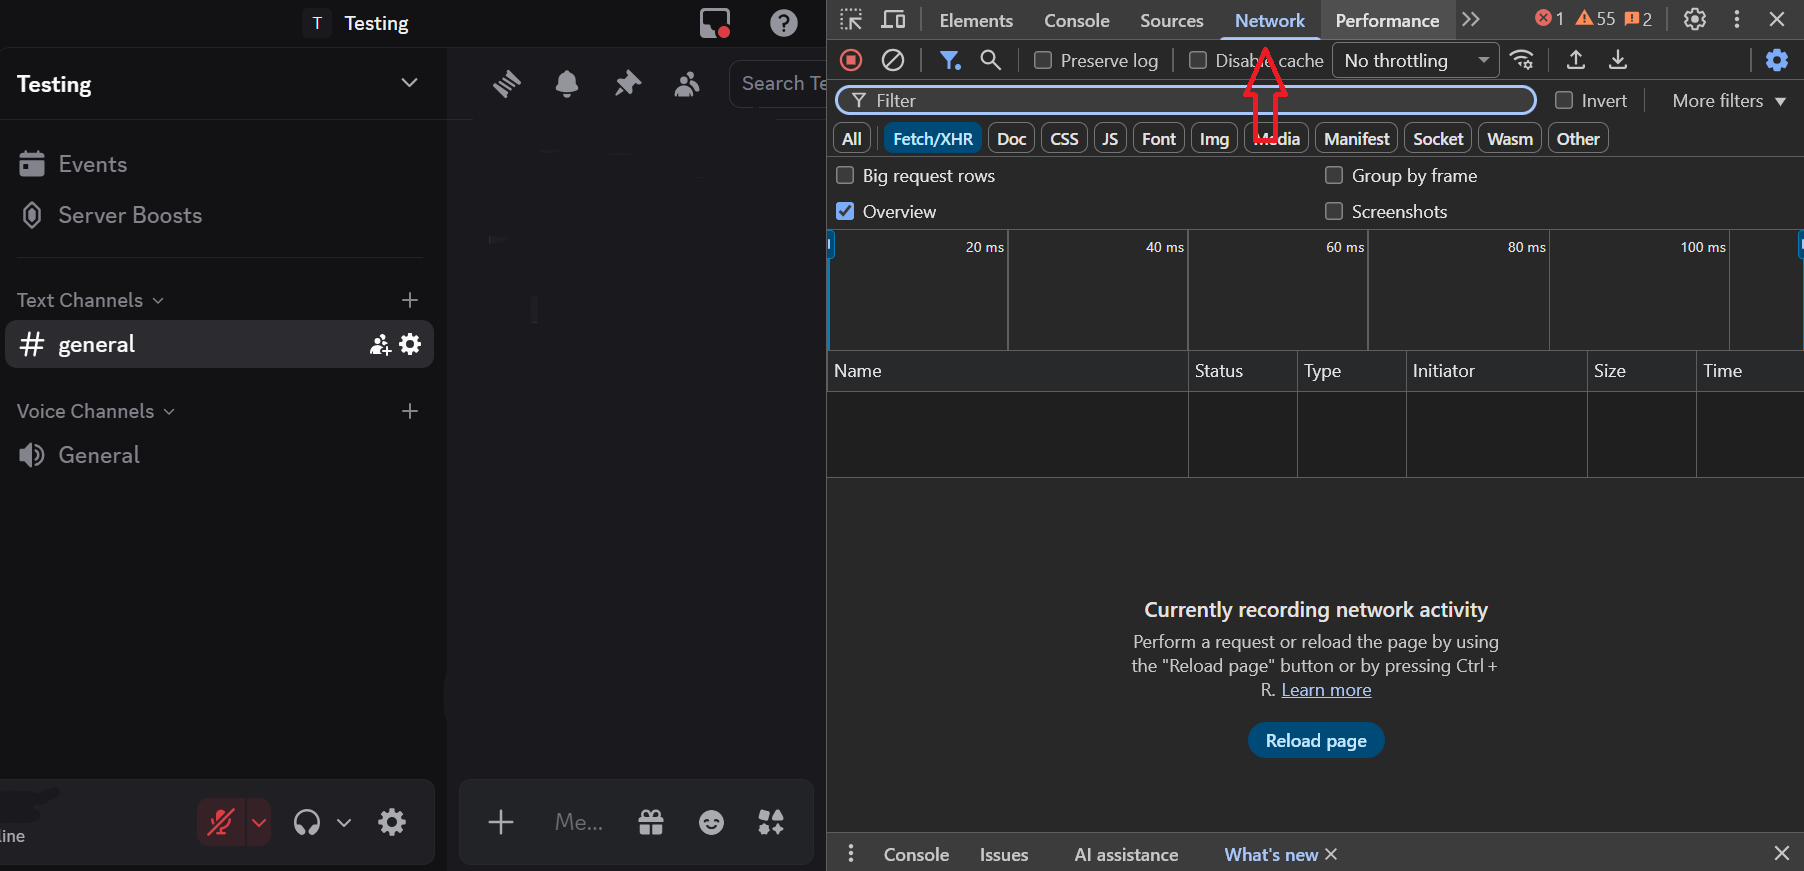 T Testing
Testing
Search Te
Events
Server Boosts
Text Channels
general
Voice Channels
General
line
Me...
Elements Console Sources Network Performance 1 55 2
Preserve log Disable cache No throttling
Filter Invert More filters
All Fetch/XHR Doc CSS JS Font Img Media Manifest Socket Wasm Other
Big request rows Group by frame
Overview Screenshots
20 ms 40 ms 60 ms 80 ms 100 ms
Name Status Type Initiator Size Time
Currently recording network activity
Perform a request or reload the page by using
the "Reload page" button or by pressing Ctrl +
R. Learn more
Reload page
Console Issues AI assistance What's new